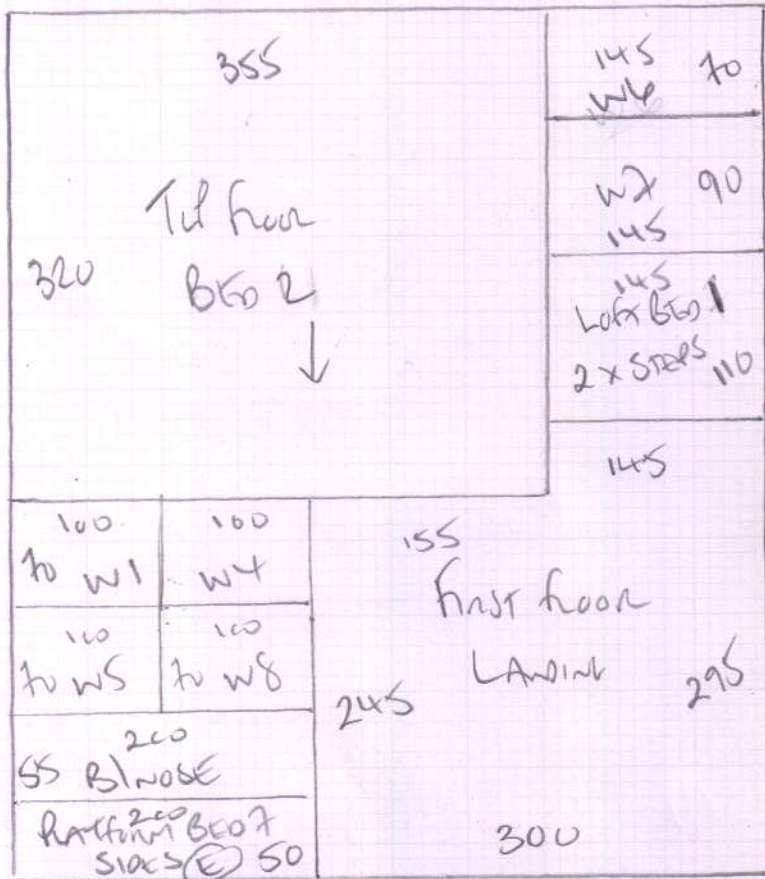 355
320
floor
BED 2
145
W6 70
W7 90
145
145
LOFT BED 1
2 X STEPS 110
145
100
70 W1
100
W4
100
70 W5
100
70 W8
200
55 B/NOSE
200
PLATFORM BED 7
SIDES E 50
155
FIRST FLOOR
LANDING
245
295
300